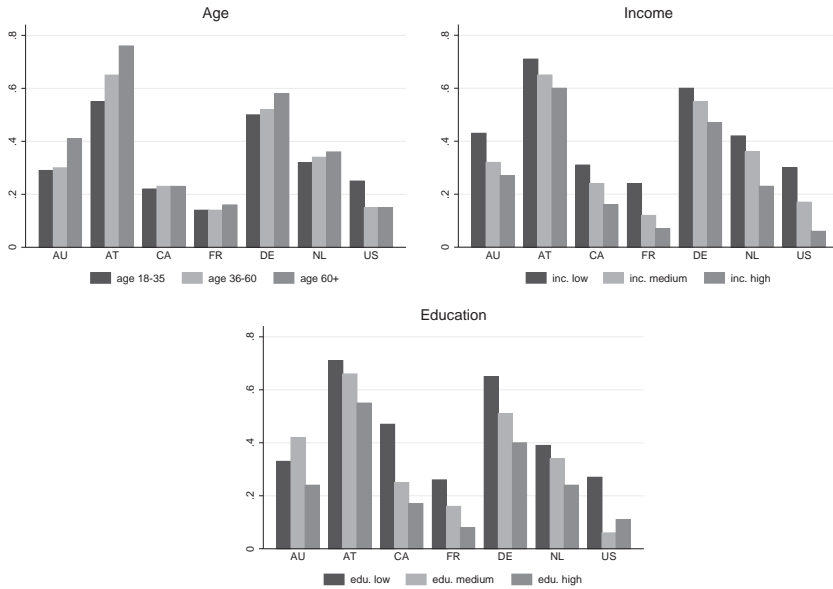 Age
.8
.6
.4
.2
0
AU AT CA FR DE NL US
age 18-35 age 36-60 age 60+
Income
.8
.6
.4
.2
0
AU AT CA FR DE NL US
inc. low inc. medium inc. high
Education
.8
.6
.4
.2
0
AU AT CA FR DE NL US
edu. low edu. medium edu. high